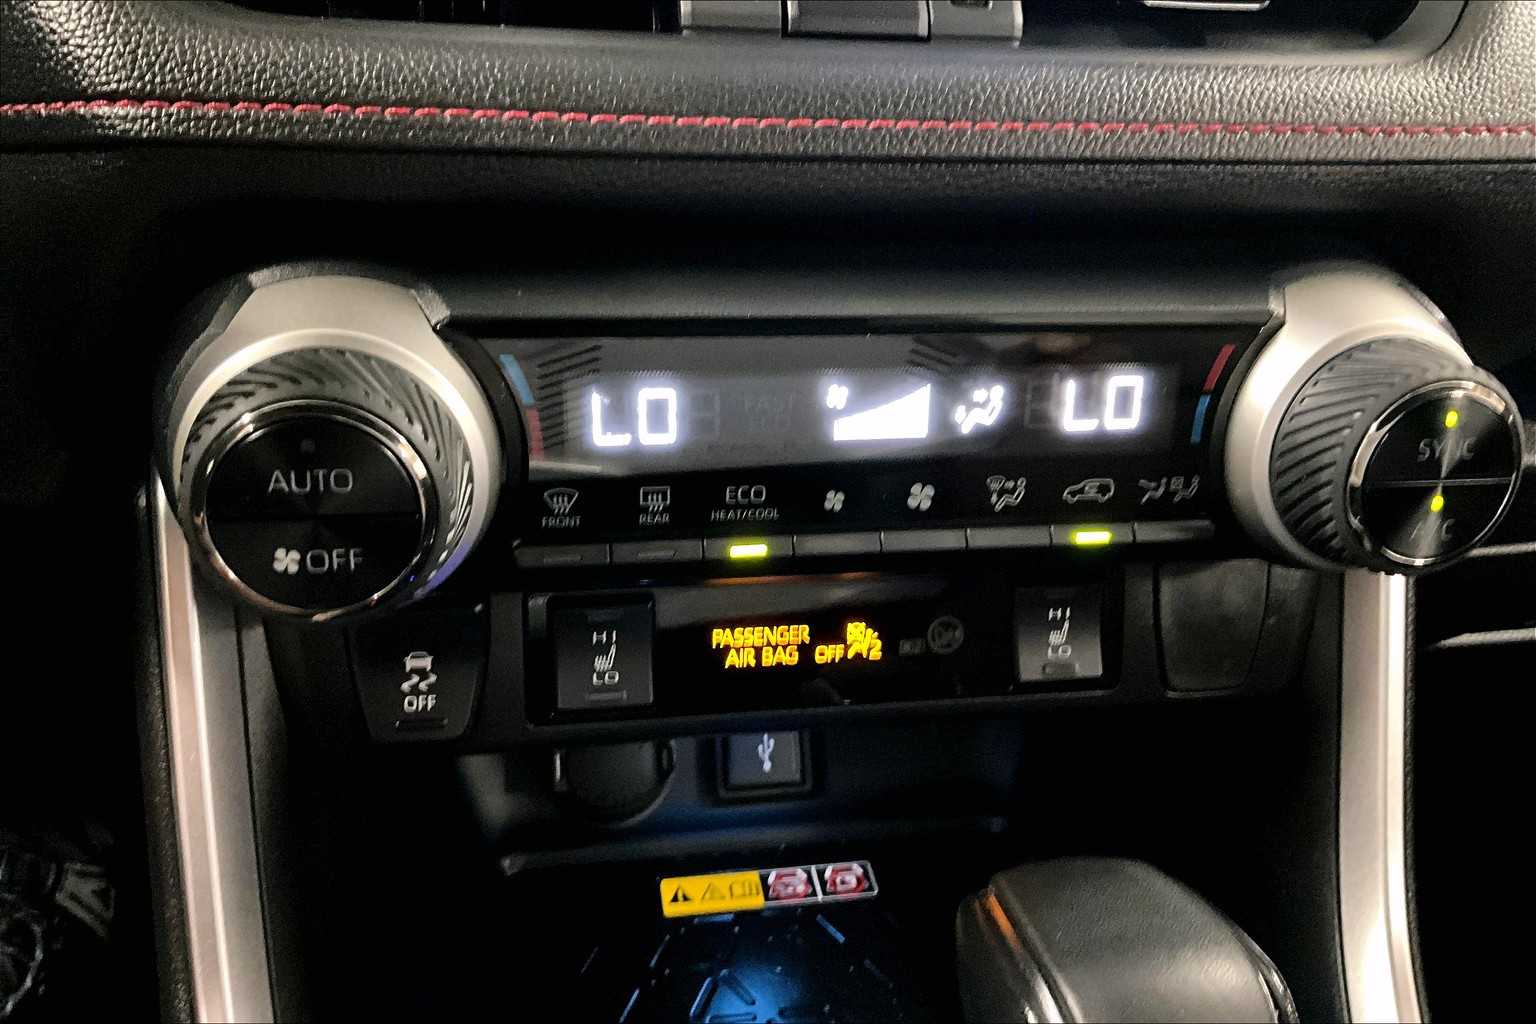 LO
LO
AUTO
OFF
FRONT
REAR
ECO
HEAT/COOL
SYNC
A/C
OFF
HI
LO
PASSENGER
AIR BAG OFF
2
HI
LO